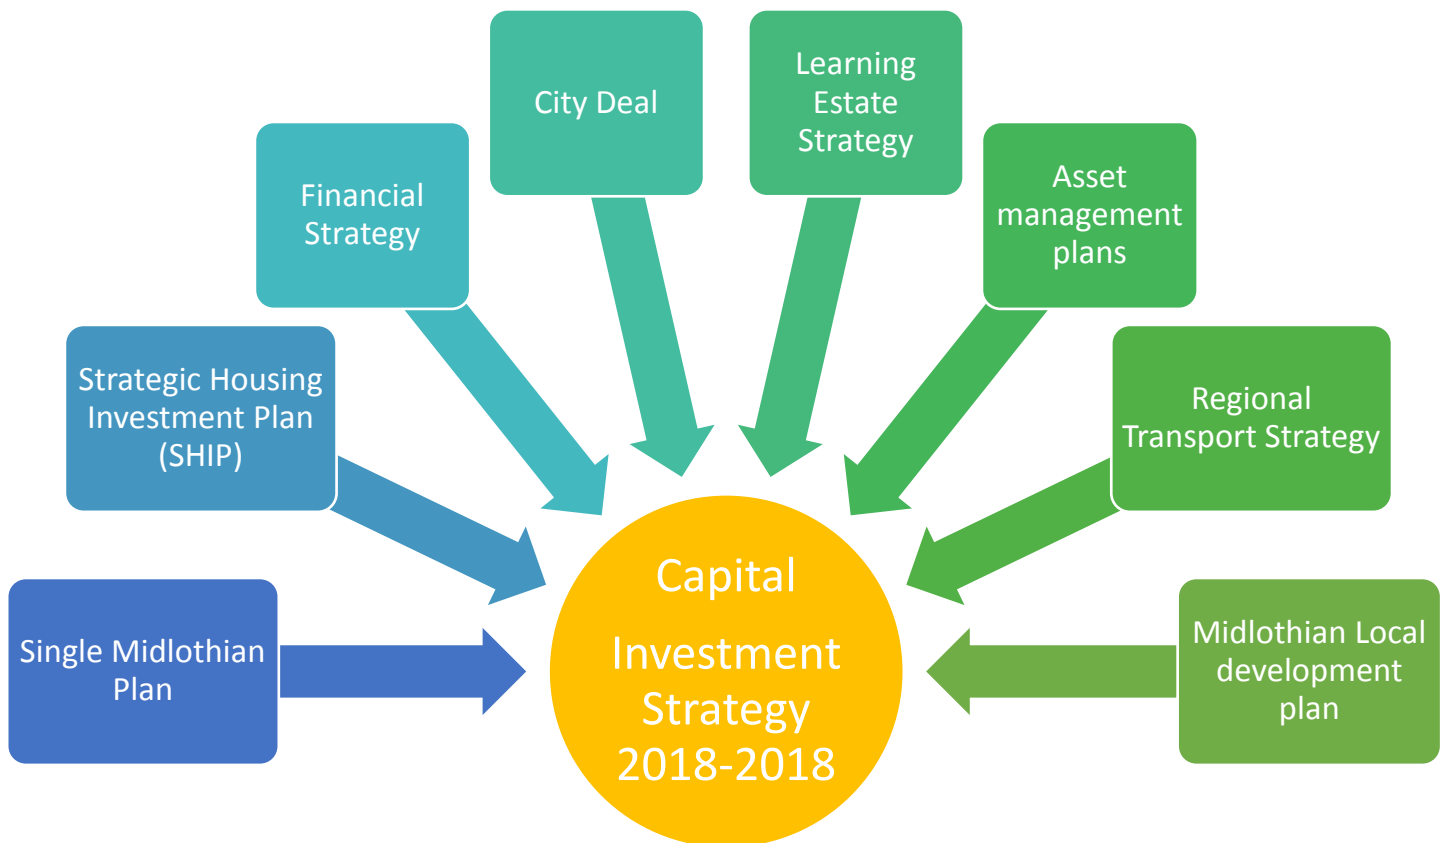 Single Midlothian
Plan
Strategic Housing
Investment Plan
(SHIP)
Financial
Strategy
City Deal
Learning
Estate
Strategy
Asset
management
plans
Regional
Transport Strategy
Midlothian Local
development
plan
Capital
Investment
Strategy
2018-2018